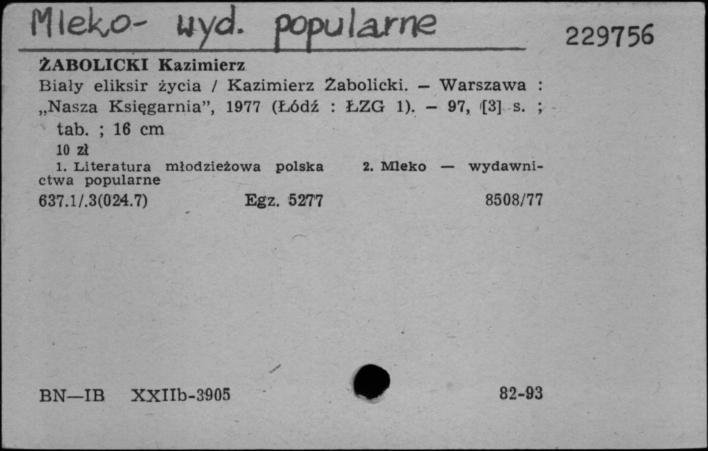 Mleko- wyd. popularne
229756
ŻABOLICKI Kazimierz
Biały eliksir życia / Kazimierz Żabolicki. — Warszawa :
„Nasza Księgarnia”, 1977 (Łódź : ŁZG 1). — 97, [3] s. ;
tab. ; 16 cm
10 zł
1. Literatura młodzieżowa polska 2. Mleko — wydawni-
ctwa popularne
637.1/.3(024.7) Egz. 5277 8508/77
BN—IB XXIIb-3905 82-93